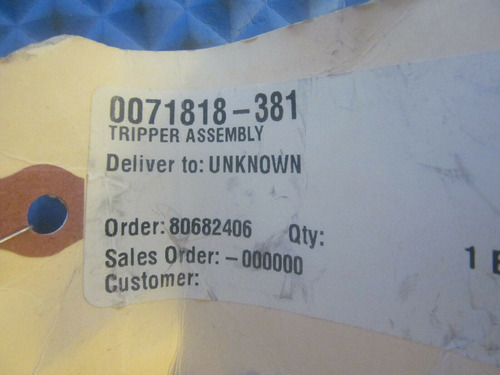 0071818-381
TRIPPER ASSEMBLY
Deliver to: UNKNOWN
Order: 80682406 Qty:
1
Sales Order: -000000
Customer: